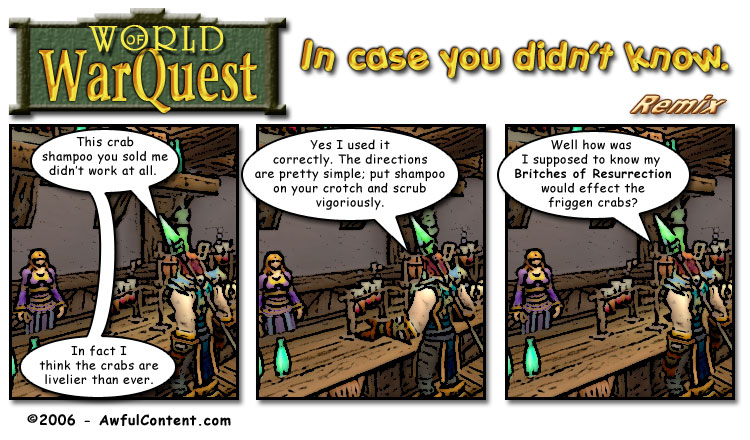 WORLD
OF
WarQuest
In case you didn't know.
Remix
This crab
shampoo you sold me
didn't work at all.
In fact I
think the crabs are
livelier than ever.
Yes I used it
correctly. The directions
are pretty simple; put shampoo
on your crotch and scrub
vigoriously.
Well how was
I supposed to know my
Britches of Resurrection
would effect the
friggen crabs?
©2006 - AwfulContent.com